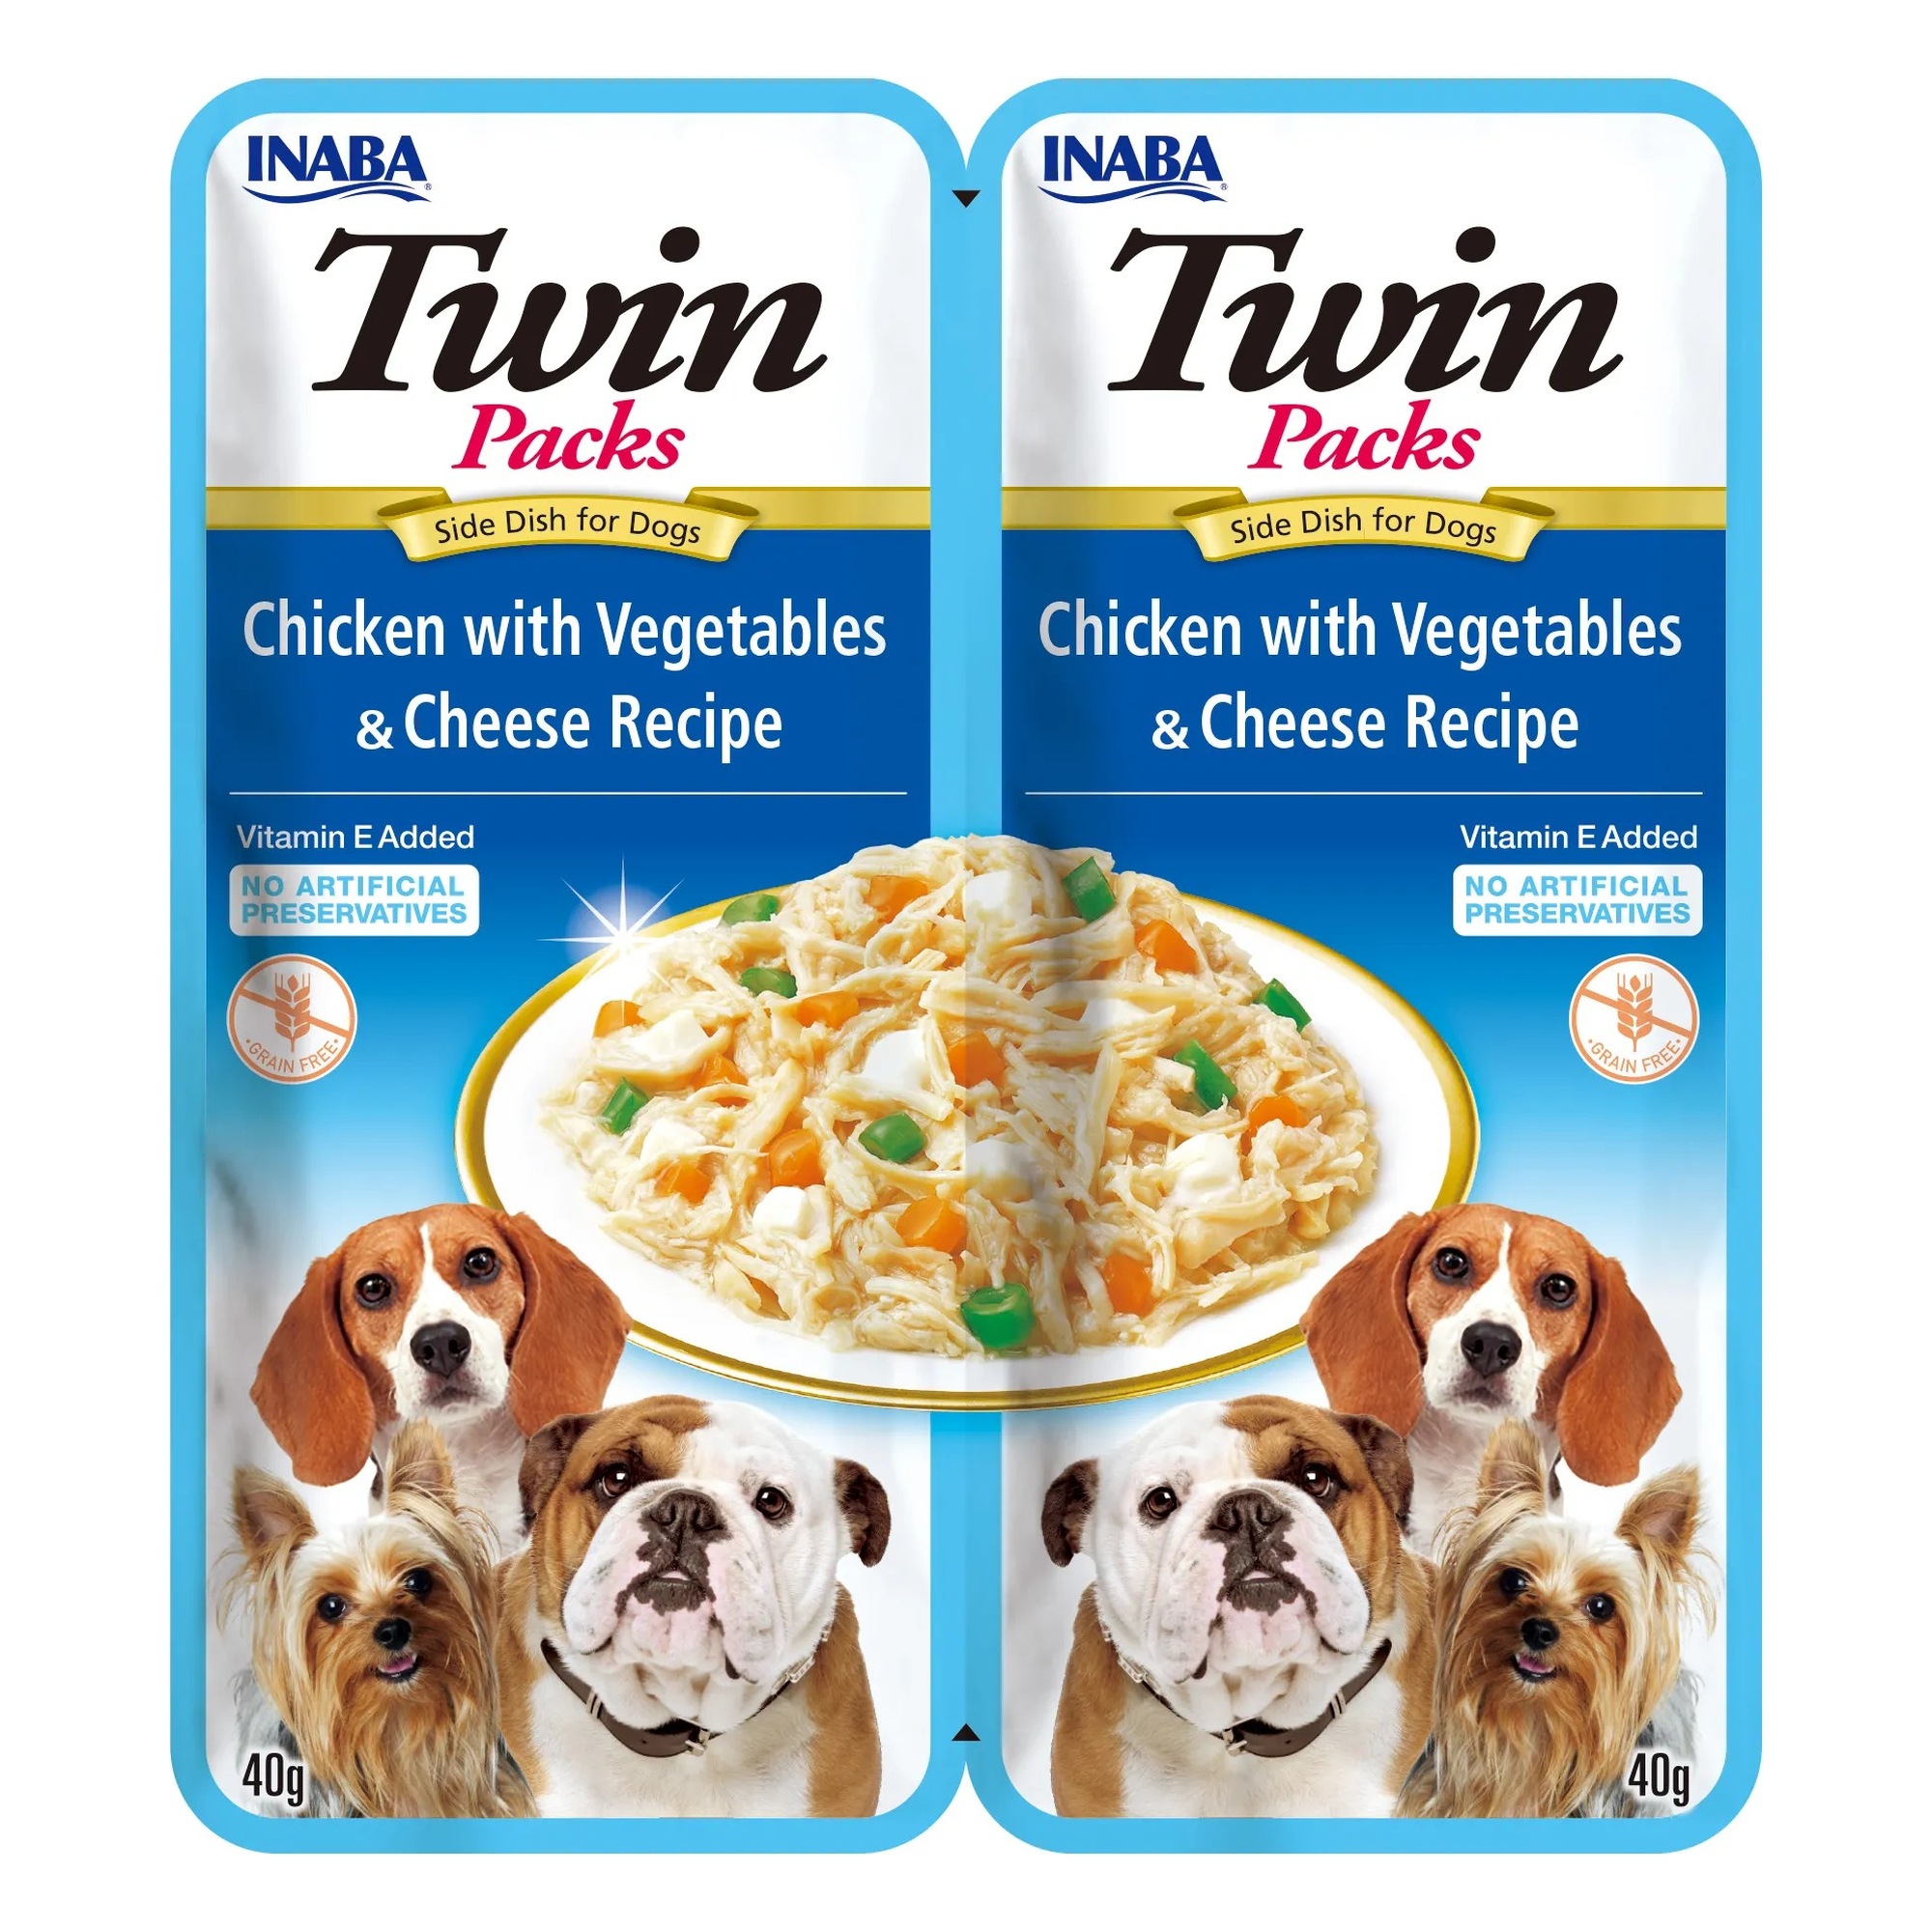 INABA®
Twin
Packs
Side Dish for Dogs
Chicken with Vegetables
& Cheese Recipe
Vitamin E Added
NO ARTIFICIAL
PRESERVATIVES
·GRAIN FREE·
40g
INABA®
Twin
Packs
Side Dish for Dogs
Chicken with Vegetables
& Cheese Recipe
Vitamin E Added
NO ARTIFICIAL
PRESERVATIVES
·GRAIN FREE·
40g